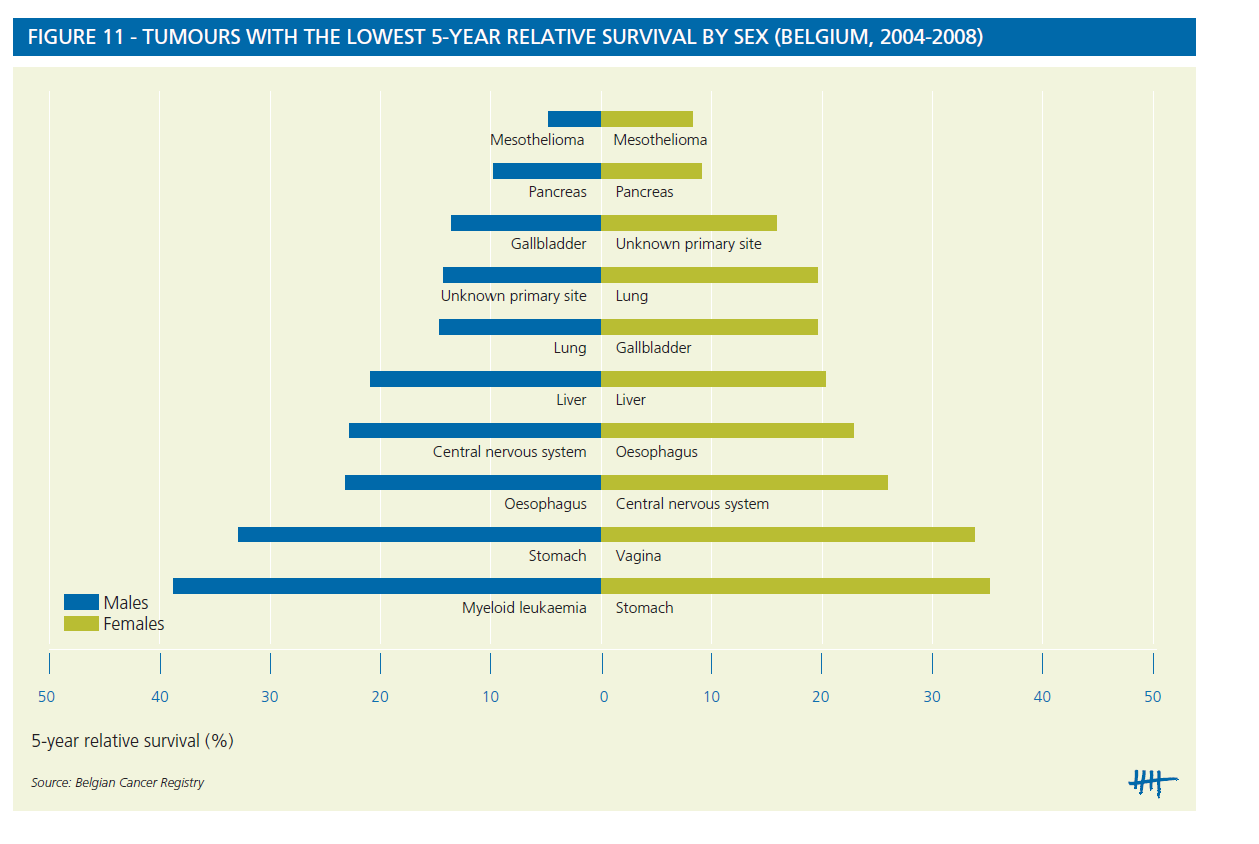 FIGURE 11 - TUMOURS WITH THE LOWEST 5-YEAR RELATIVE SURVIVAL BY SEX (BELGIUM, 2004-2008)
Mesothelioma Mesothelioma
Pancreas Pancreas
Gallbladder Unknown primary site
Unknown primary site Lung
Lung Gallbladder
Liver Liver
Central nervous system Oesophagus
Oesophagus Central nervous system
Stomach Vagina
Myeloid leukaemia Stomach
Males
Females
50 40 30 20 10 0 10 20 30 40 50
5-year relative survival (%)
Source: Belgian Cancer Registry